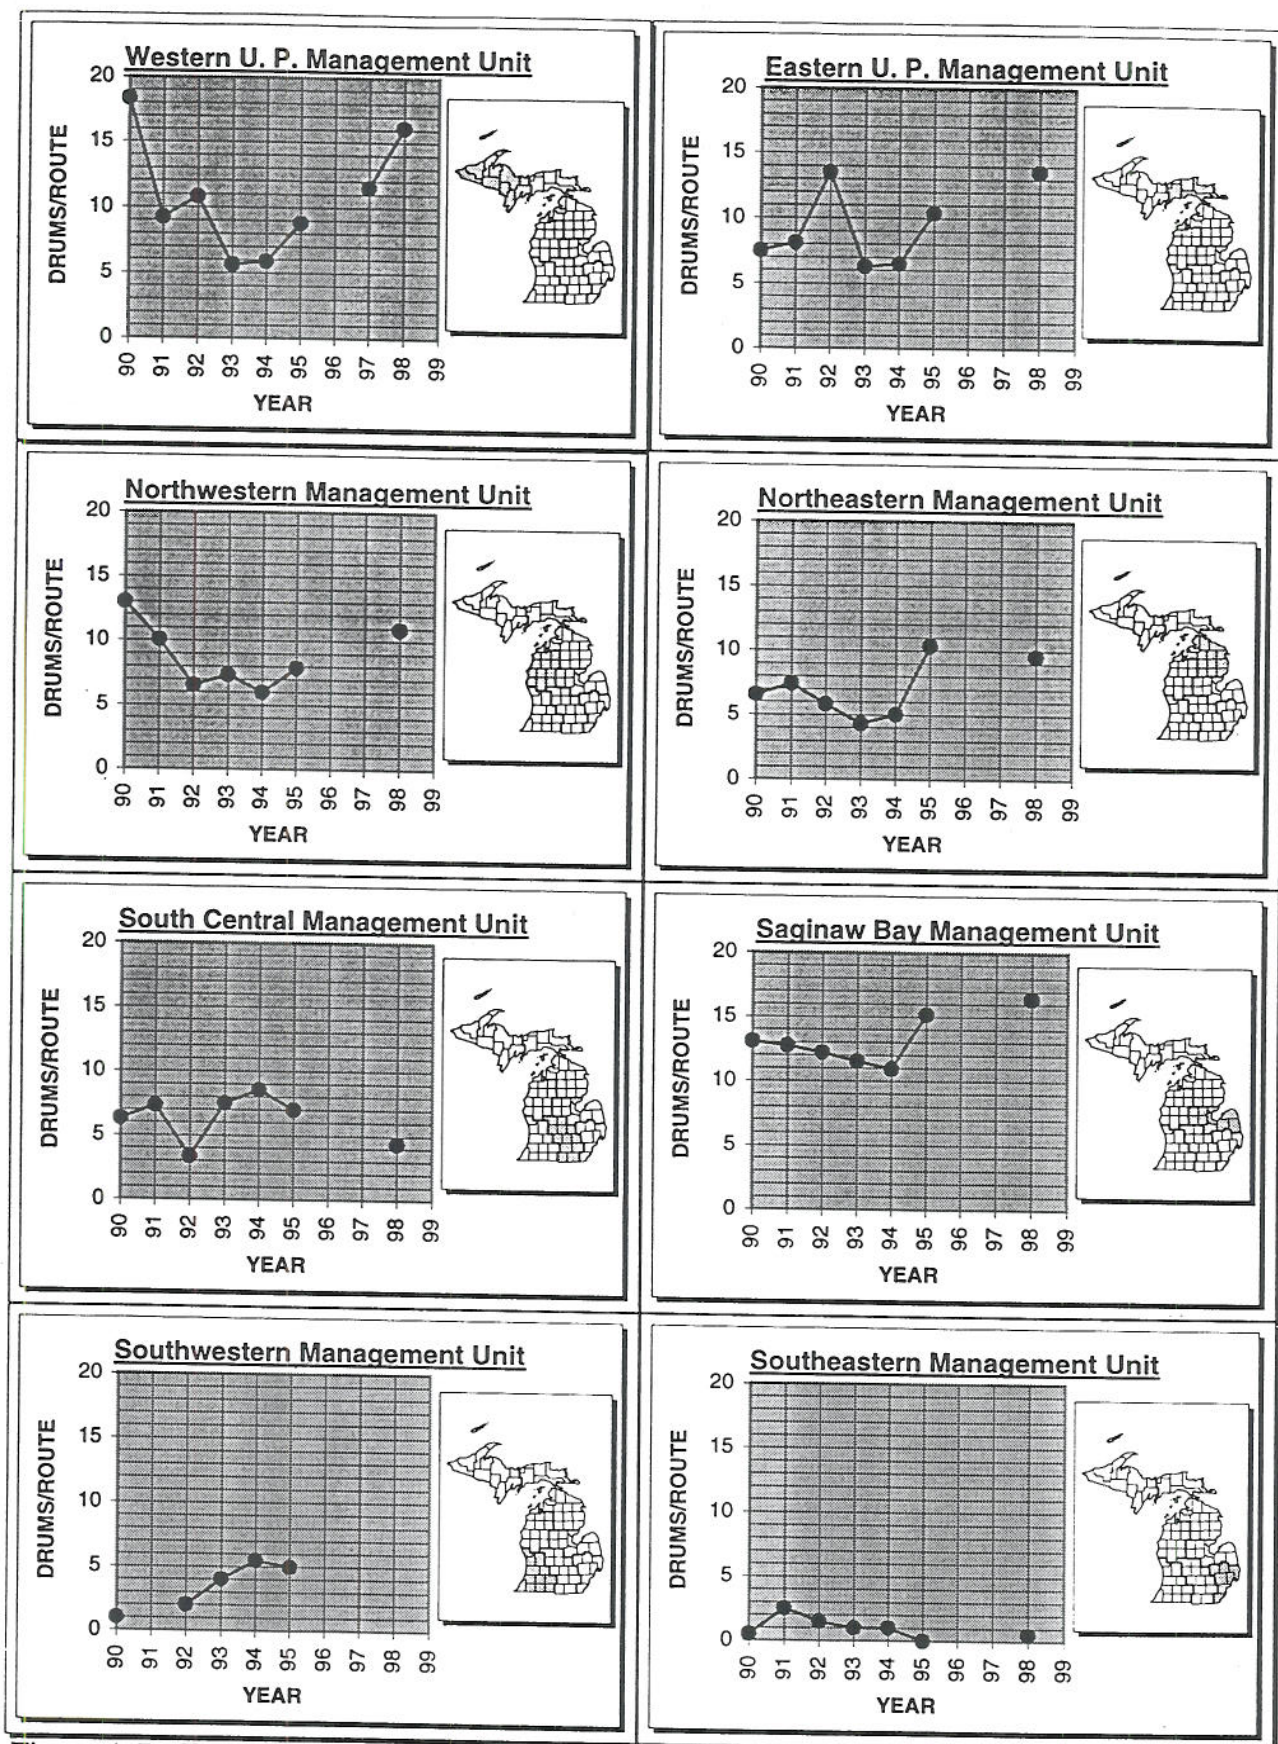 Western U. P. Management Unit
20
15
10
5
0
DRUMS/ROUTE
90 91 92 93 94 95 96 97 98 99
YEAR
Eastern U. P. Management Unit
20
15
10
5
0
DRUMS/ROUTE
90 91 92 93 94 95 96 97 98 99
YEAR
Northwestern Management Unit
20
15
10
5
0
DRUMS/ROUTE
90 91 92 93 94 95 96 97 98 99
YEAR
Northeastern Management Unit
20
15
10
5
0
DRUMS/ROUTE
90 91 92 93 94 95 96 97 98 99
YEAR
South Central Management Unit
20
15
10
5
0
DRUMS/ROUTE
90 91 92 93 94 95 96 97 98 99
YEAR
Saginaw Bay Management Unit
20
15
10
5
0
DRUMS/ROUTE
90 91 92 93 94 95 96 97 98 99
YEAR
Southwestern Management Unit
20
15
10
5
0
DRUMS/ROUTE
90 91 92 93 94 95 96 97 98 99
YEAR
Southeastern Management Unit
20
15
10
5
0
DRUMS/ROUTE
90 91 92 93 94 95 96 97 98 99
YEAR